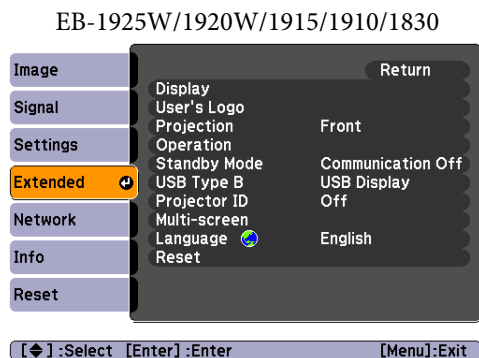 EB-1925W/1920W/1915/1910/1830
Image
Signal
Settings
Extended
Network
Info
Reset
Return
Display
User's Logo
Projection Front
Operation
Standby Mode Communication Off
USB Type B USB Display
Projector ID Off
Multi-screen
Language English
Reset
[◆] :Select [Enter] :Enter [Menu]:Exit